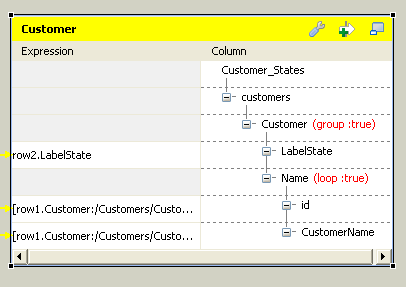 Customer
Expression Column
Customer_States
customers
Customer (group :true)
row2.LabelState LabelState
Name (loop :true)
[row1.Customer:/Customers/Custo... id
[row1.Customer:/Customers/Custo... CustomerName